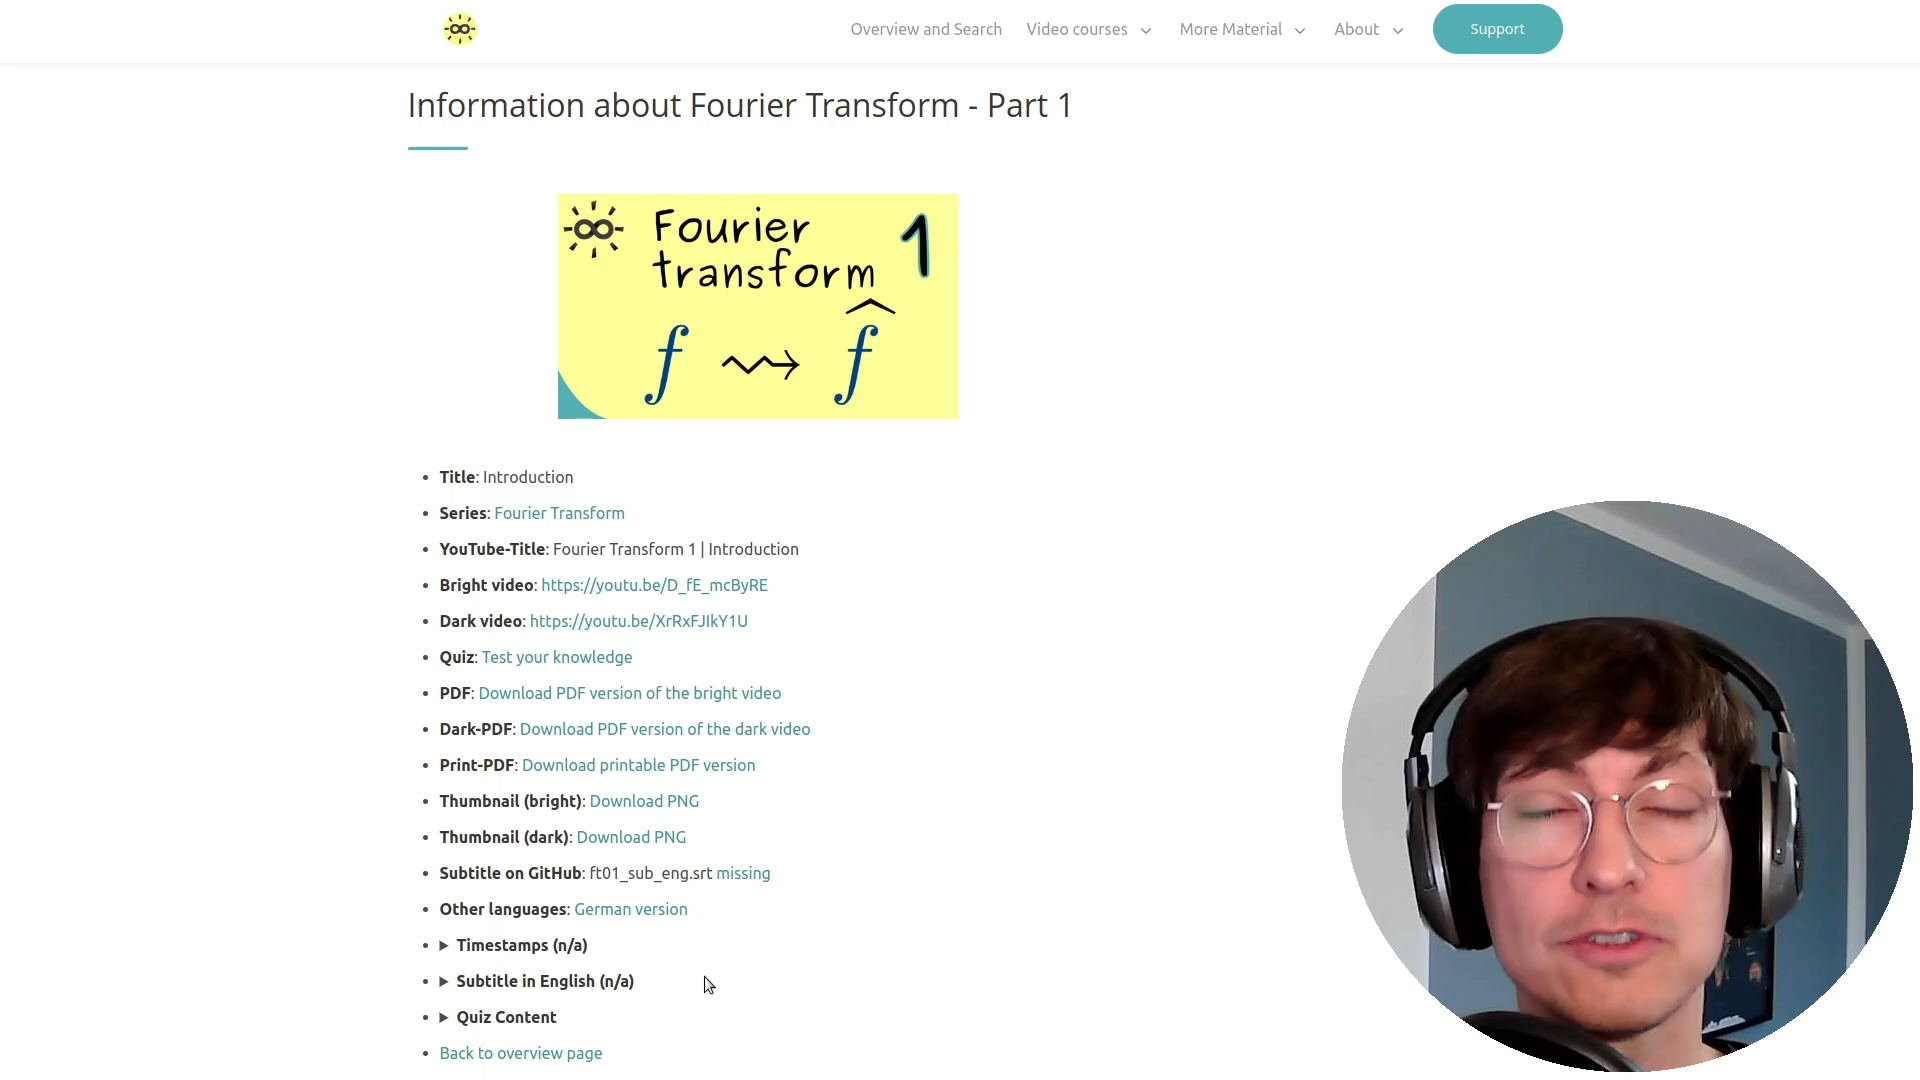 Overview and Search
Video courses
More Material
About
Support
Information about Fourier Transform - Part 1
Fourier
transform
1
f ⇝ f̂
• Title: Introduction
• Series: Fourier Transform
• YouTube-Title: Fourier Transform 1 | Introduction
• Bright video: https://youtu.be/D_fE_mcByRE
• Dark video: https://youtu.be/XrRxFJIkY1U
• Quiz: Test your knowledge
• PDF: Download PDF version of the bright video
• Dark-PDF: Download PDF version of the dark video
• Print-PDF: Download printable PDF version
• Thumbnail (bright): Download PNG
• Thumbnail (dark): Download PNG
• Subtitle on GitHub: ft01_sub_eng.srt missing
• Other languages: German version
• ▶ Timestamps (n/a)
• ▶ Subtitle in English (n/a)
• ▶ Quiz Content
• Back to overview page